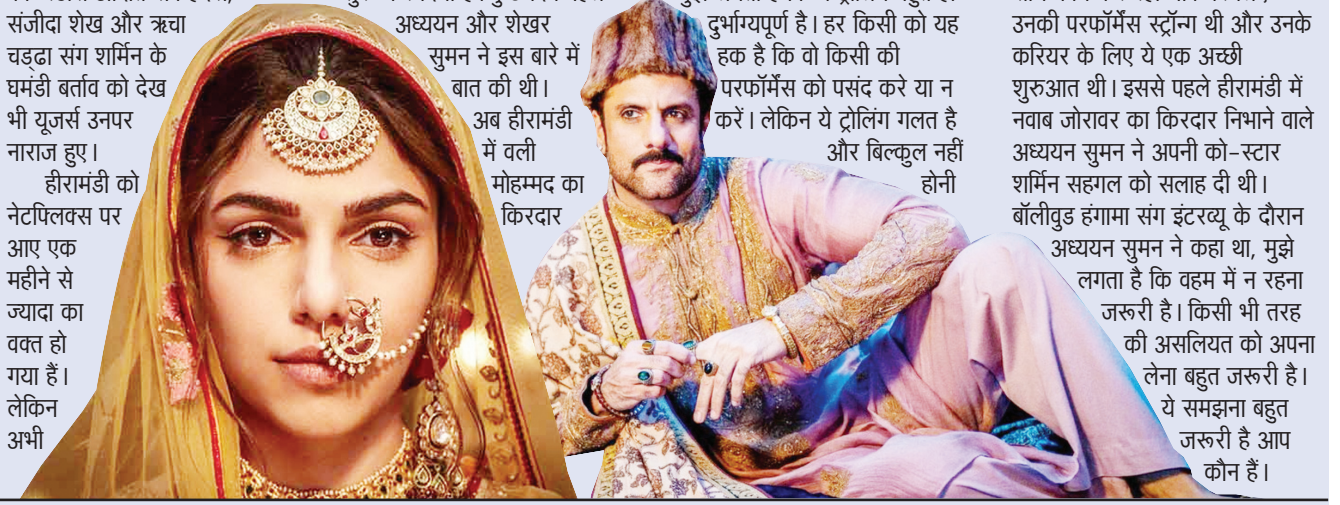 संजीदा शेख और ऋचा
चड्ढा संग शर्मिन के
घमंडी बर्ताव को देख
भी यूजर्स उनपर
नाराज हुए।
हीरामंडी को
नेटफ्लिक्स पर
आए एक
महीने से
ज्यादा का
वक्त हो
गया हैं।
लेकिन
अभी
अध्ययन और शेखर
सुमन ने इस बारे में
बात की थी।
अब हीरामंडी
में वली
मोहम्मद का
किरदार
दुर्भाग्यपूर्ण है। हर किसी को यह
हक है कि वो किसी की
परफॉर्मेंस को पसंद करे या न
करें। लेकिन ये ट्रोलिंग गलत है
और बिल्कुल नहीं
होनी
उनकी परफॉर्मेंस स्ट्रॉन्ग थी और उनके
करियर के लिए ये एक अच्छी
शुरुआत थी। इससे पहले हीरामंडी में
नवाब जोरावर का किरदार निभाने वाले
अध्ययन सुमन ने अपनी को-स्टार
शर्मिन सहगल को सलाह दी थी।
बॉलीवुड हंगामा संग इंटरव्यू के दौरान
अध्ययन सुमन ने कहा था, मुझे
लगता है कि वहम में न रहना
जरूरी है। किसी भी तरह
की असलियत को अपना
लेना बहुत जरूरी है।
ये समझना बहुत
जरूरी है आप
कौन हैं।